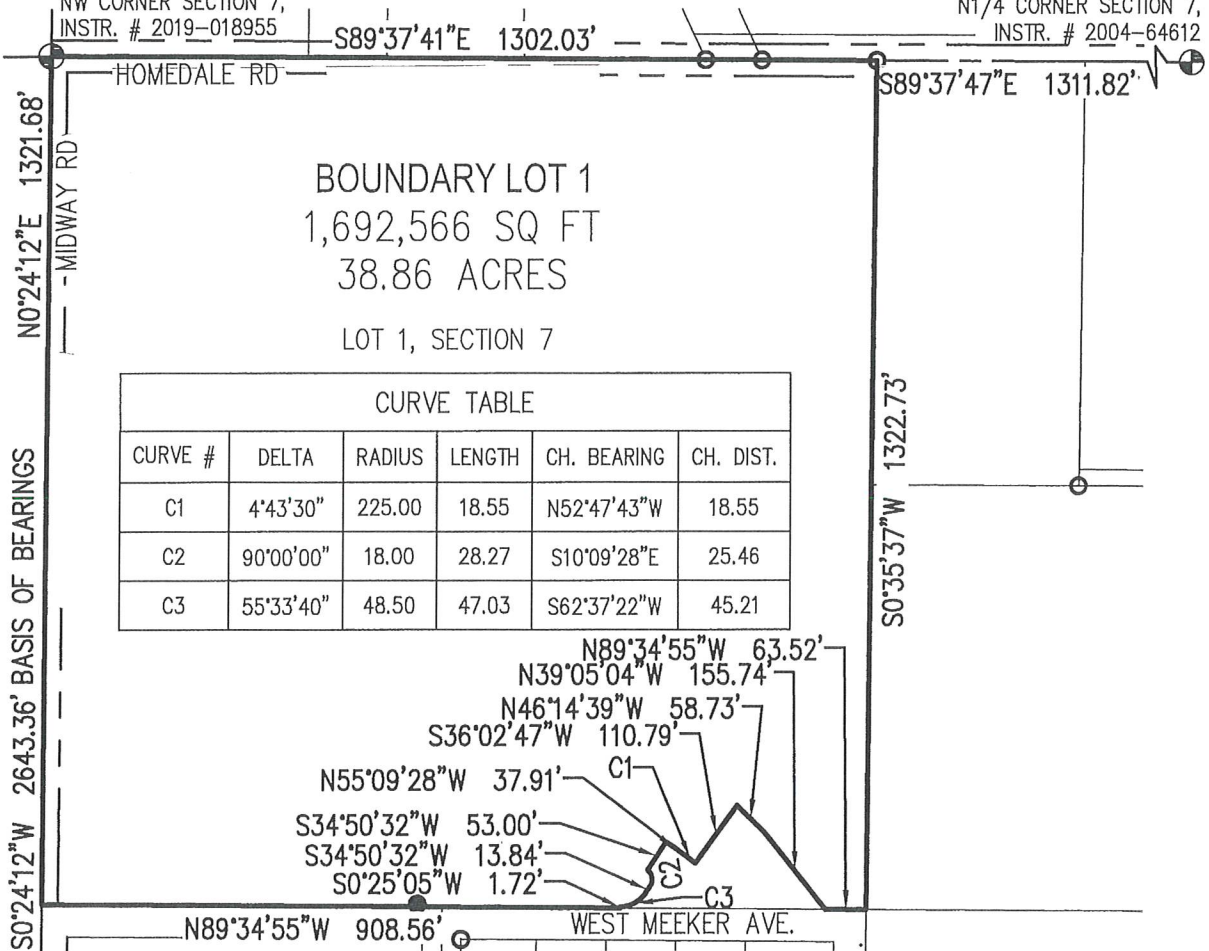 NW CORNER SECTION 7,
INSTR. # 2019-018955
N1/4 CORNER SECTION 7,
INSTR. # 2004-64612
S89°37'41"E 1302.03'
HOMEDALE RD
S89°37'47"E 1311.82'
N0°24'12"E 1321.68'
MIDWAY RD
BOUNDARY LOT 1
1,692,566 SQ FT
38.86 ACRES
LOT 1, SECTION 7
CURVE TABLE
CURVE # DELTA RADIUS LENGTH CH. BEARING CH. DIST.
C1 4°43'30" 225.00 18.55 N52°47'43"W 18.55
C2 90°00'00" 18.00 28.27 S10°09'28"E 25.46
C3 55°33'40" 48.50 47.03 S62°37'22"W 45.21
S0°35'37"W 1322.73'
S0°24'12"W 2643.36' BASIS OF BEARINGS
N89°34'55"W 63.52'
N39°05'04"W 155.74'
N46°14'39"W 58.73'
S36°02'47"W 110.79'
C1
N55°09'28"W 37.91'
S34°50'32"W 53.00'
S34°50'32"W 13.84'
C2
S0°25'05"W 1.72'
C3
N89°34'55"W 908.56'
WEST MEEKER AVE.